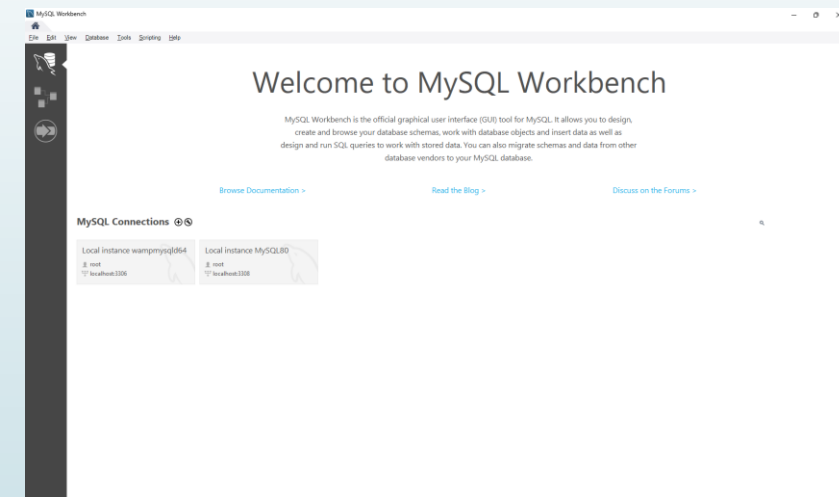 MySQL Workbench
File Edit View Database Tools Scripting Help
Welcome to MySQL Workbench
MySQL Workbench is the official graphical user interface (GUI) tool for MySQL. It allows you to design,
create and browse your database schemas, work with database objects and insert data as well as
design and run SQL queries to work with stored data. You can also migrate schemas and data from other
database vendors to your MySQL database.
Browse Documentation > Read the Blog > Discuss on the Forums >
MySQL Connections
Local instance wampmysqld64 Local instance MySQL80
root root
localhost:3306 localhost:3308